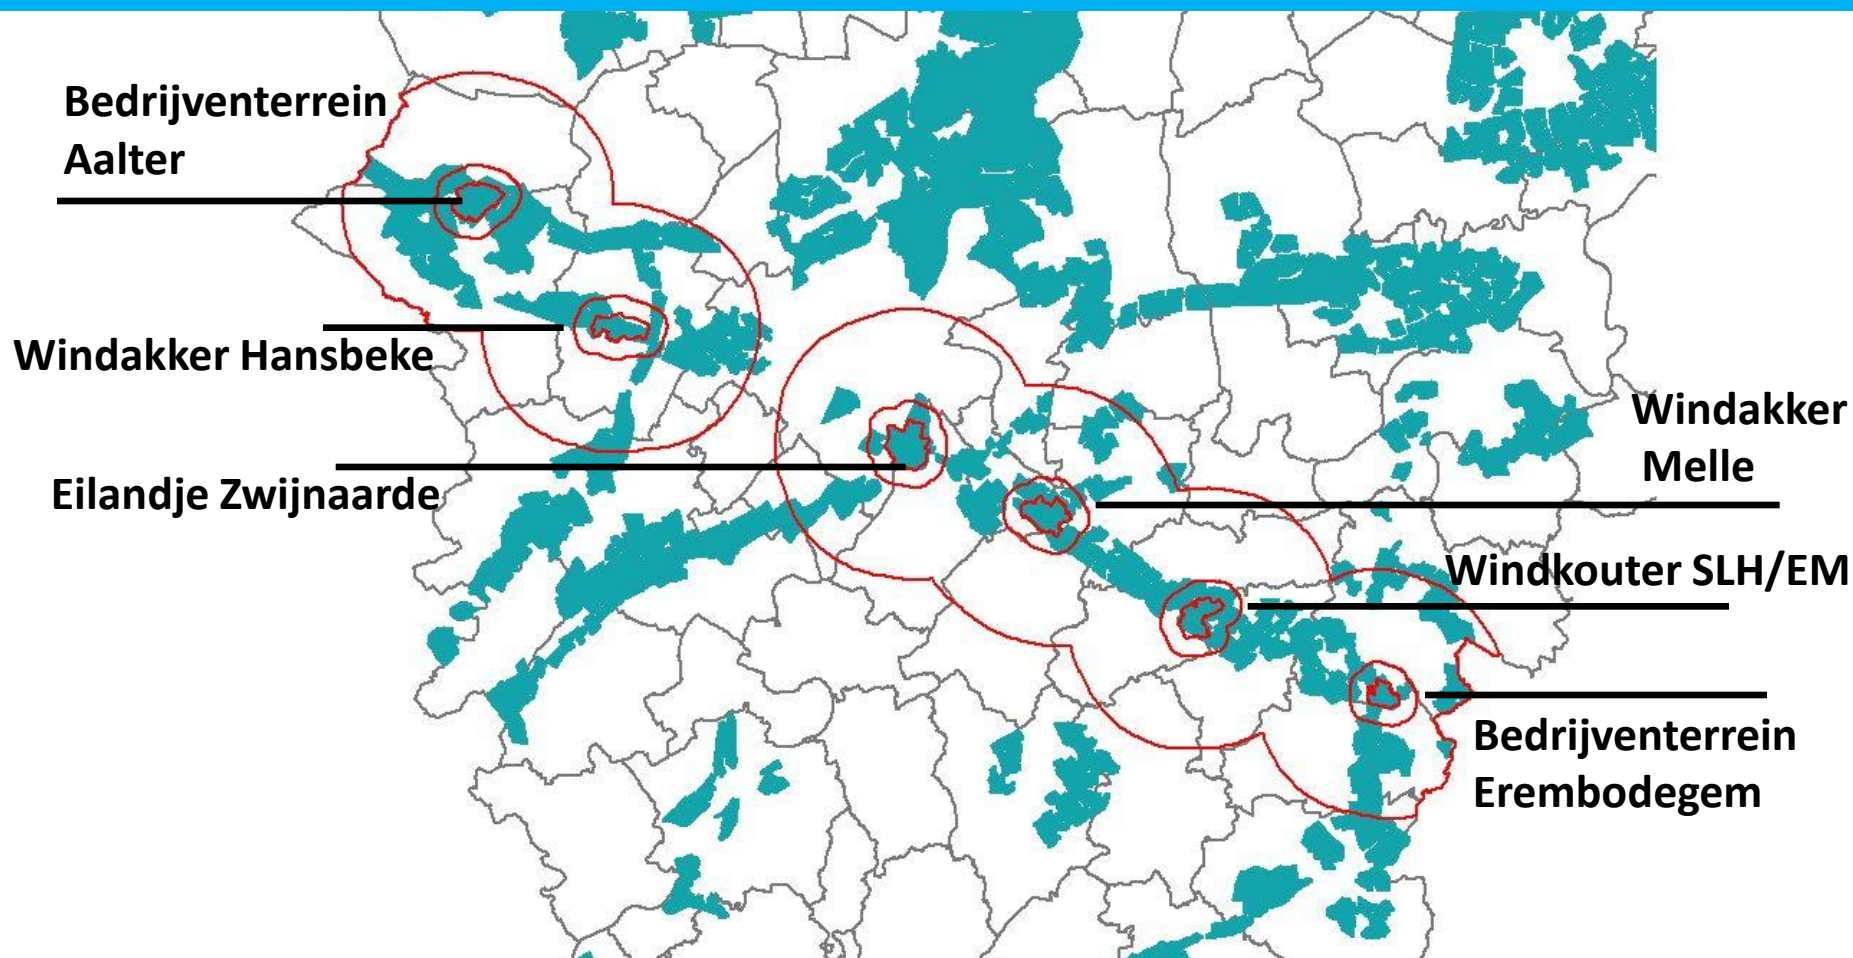 Bedrijventerrein
Aalter
Windakker Hansbeke
Eilandje Zwijnaarde
Windakker
Melle
Windkouter SLH/EM
Bedrijventerrein
Erembodegem